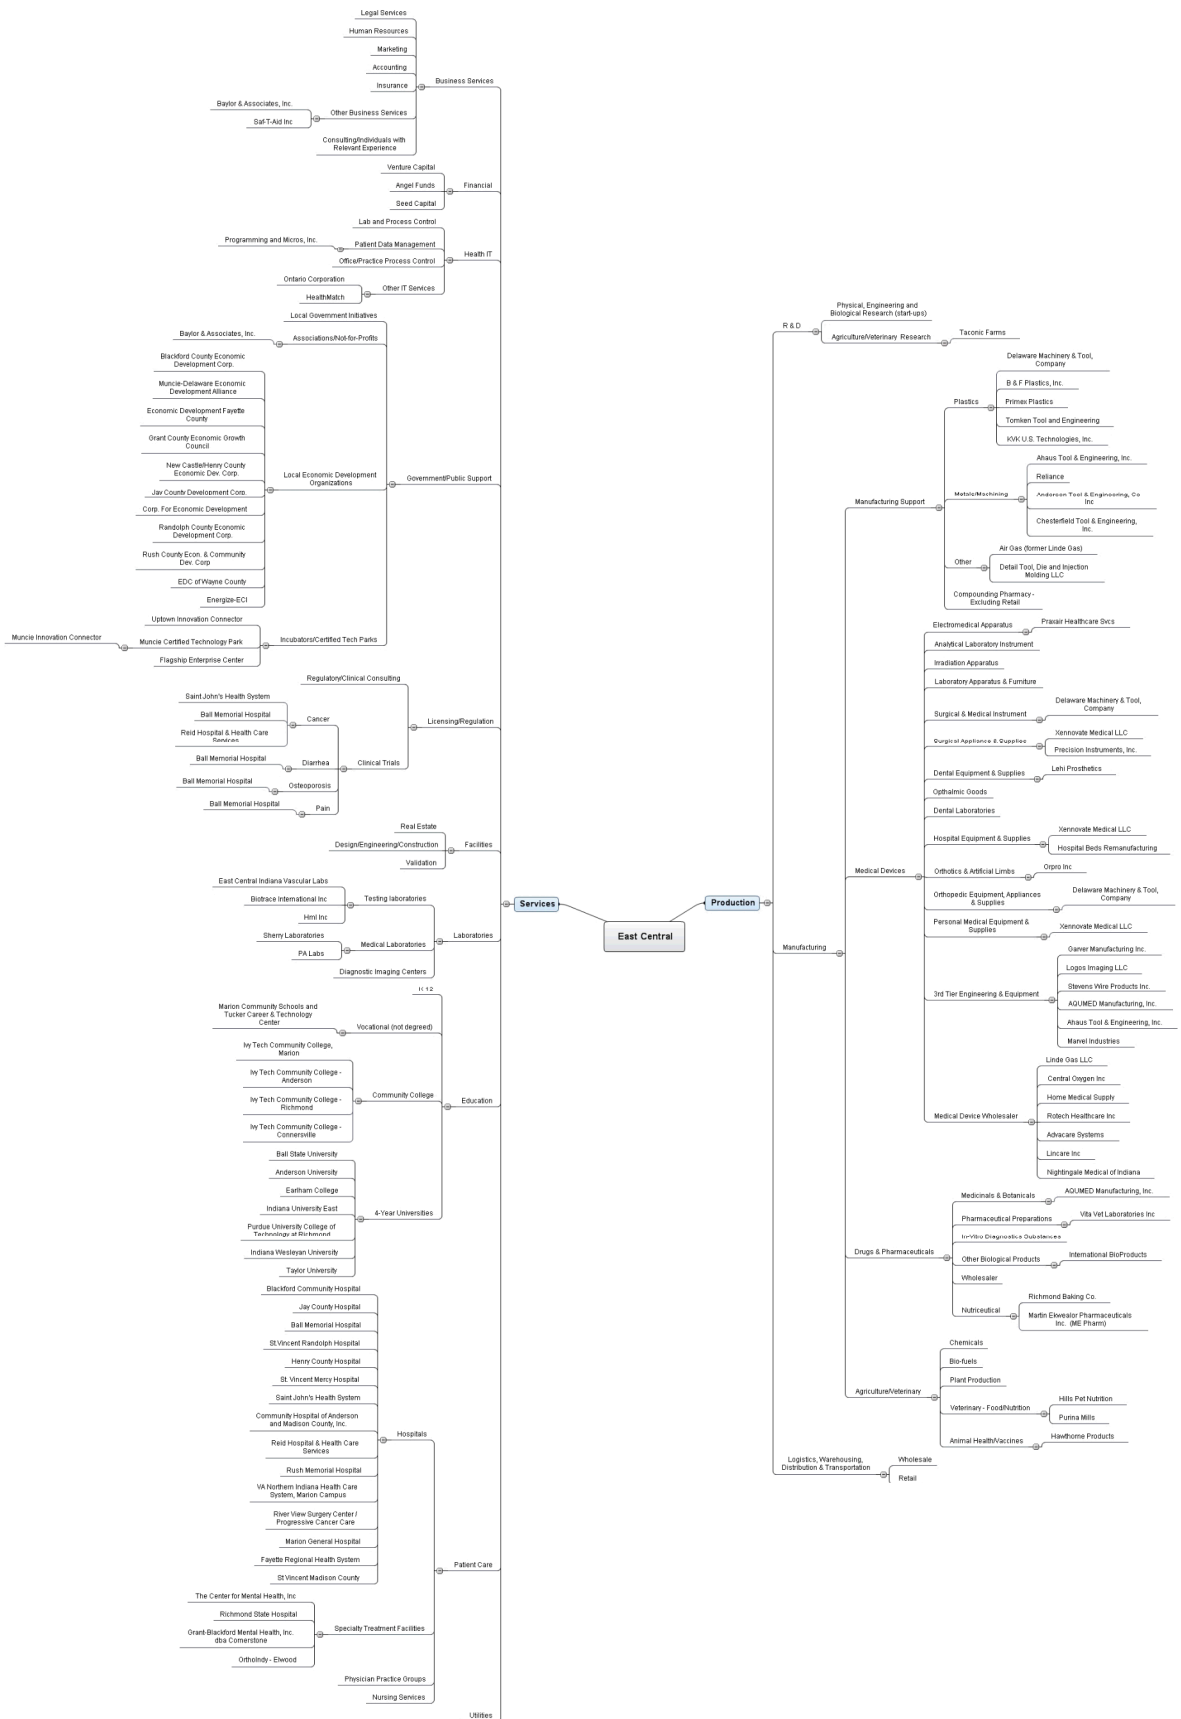 Legal Services
Human Resources
Marketing
Accounting
Insurance
Business Services
Baylor & Associates, Inc.
Saf-T-Aid Inc
Other Business Services
Consulting/Individuals with
Relevant Experience
Venture Capital
Angel Funds
Seed Capital
Financial
Lab and Process Control
Programming and Micros, Inc.
Patient Data Management
Office/Practice Process Control
Health IT
Ontario Corporation
HealthMatch
Other IT Services
Local Government Initiatives
Baylor & Associates, Inc.
Associations/Not-for-Profits
Blackford County Economic
Development Corp.
Muncie-Delaware Economic
Development Alliance
Economic Development Fayette
County
Grant County Economic Growth
Council
New Castle/Henry County
Economic Dev. Corp.
Jay County Development Corp.
Corp. For Economic Development
Randolph County Economic
Development Corp.
Rush County Econ. & Community
Dev. Corp
EDC of Wayne County
Energize-ECI
Local Economic Development
Organizations
Government/Public Support
Uptown Innovation Connector
Muncie Innovation Connector
Muncie Certified Technology Park
Flagship Enterprise Center
Incubators/Certified Tech Parks
Regulatory/Clinical Consulting
Saint John's Health System
Ball Memorial Hospital
Reid Hospital & Health Care
Services
Cancer
Ball Memorial Hospital
Diarrhea
Ball Memorial Hospital
Osteoporosis
Ball Memorial Hospital
Pain
Clinical Trials
Licensing/Regulation
Real Estate
Design/Engineering/Construction
Validation
Facilities
East Central Indiana Vascular Labs
Biotrace International Inc
Hml Inc
Testing laboratories
Sherry Laboratories
PA Labs
Medical Laboratories
Diagnostic Imaging Centers
Laboratories
K-12
Marion Community Schools and
Tucker Career & Technology
Center
Vocational (not degreed)
Ivy Tech Community College,
Marion
Ivy Tech Community College -
Anderson
Ivy Tech Community College -
Richmond
Ivy Tech Community College -
Connersville
Community College
Education
Ball State University
Anderson University
Earlham College
Indiana University East
Purdue University College of
Technology at Richmond
Indiana Wesleyan University
Taylor University
4-Year Universities
Blackford Community Hospital
Jay County Hospital
Ball Memorial Hospital
St.Vincent Randolph Hospital
Henry County Hospital
St. Vincent Mercy Hospital
Saint John's Health System
Community Hospital of Anderson
and Madison County, Inc.
Reid Hospital & Health Care
Services
Rush Memorial Hospital
VA Northern Indiana Health Care
System, Marion Campus
River View Surgery Center /
Progressive Cancer Care
Marion General Hospital
Fayette Regional Health System
St Vincent Madison County
Hospitals
Patient Care
The Center for Mental Health, Inc
Richmond State Hospital
Grant-Blackford Mental Health, Inc.
dba Cornerstone
OrthoIndy - Elwood
Specialty Treatment Facilities
Physician Practice Groups
Nursing Services
Utilities
Services
East Central
Production
R & D
Physical, Engineering and
Biological Research (start-ups)
Agriculture/Veterinary Research
Taconic Farms
Manufacturing
Manufacturing Support
Plastics
Delaware Machinery & Tool,
Company
B & F Plastics, Inc.
Primex Plastics
Tomken Tool and Engineering
KVK U.S. Technologies, Inc.
Metals/Machining
Ahaus Tool & Engineering, Inc.
Reliance
Anderson Tool & Engineering, Co
Inc
Chesterfield Tool & Engineering,
Inc.
Other
Air Gas (former Linde Gas)
Detail Tool, Die and Injection
Molding LLC
Compounding Pharmacy -
Excluding Retail
Medical Devices
Electromedical Apparatus
Praxair Healthcare Svcs
Analytical Laboratory Instrument
Irradiation Apparatus
Laboratory Apparatus & Furniture
Surgical & Medical Instrument
Delaware Machinery & Tool,
Company
Surgical Appliance & Supplies
Xennovate Medical LLC
Precision Instruments, Inc.
Dental Equipment & Supplies
Lehi Prosthetics
Opthalmic Goods
Dental Laboratories
Hospital Equipment & Supplies
Xennovate Medical LLC
Hospital Beds Remanufacturing
Orthotics & Artificial Limbs
Orpro Inc
Orthopedic Equipment, Appliances
& Supplies
Delaware Machinery & Tool,
Company
Personal Medical Equipment &
Supplies
Xennovate Medical LLC
3rd Tier Engineering & Equipment
Garver Manufacturing Inc.
Logos Imaging LLC
Stevens Wire Products Inc.
AQUMED Manufacturing, Inc.
Ahaus Tool & Engineering, Inc.
Marvel Industries
Medical Device Wholesaler
Linde Gas LLC
Central Oxygen Inc
Home Medical Supply
Rotech Healthcare Inc
Advacare Systems
Lincare Inc
Nightingale Medical of Indiana
Drugs & Pharmaceuticals
Medicinals & Botanicals
AQUMED Manufacturing, Inc.
Pharmaceutical Preparations
Vita Vet Laboratories Inc
In-Vitro Diagnostics Substances
Other Biological Products
International BioProducts
Wholesaler
Nutriceutical
Richmond Baking Co.
Martin Ekwealor Pharmaceuticals
Inc. (ME Pharm)
Agriculture/Veterinary
Chemicals
Bio-fuels
Plant Production
Veterinary - Food/Nutrition
Hills Pet Nutrition
Purina Mills
Animal Health/Vaccines
Hawthorne Products
Logistics, Warehousing,
Distribution & Transportation
Wholesale
Retail